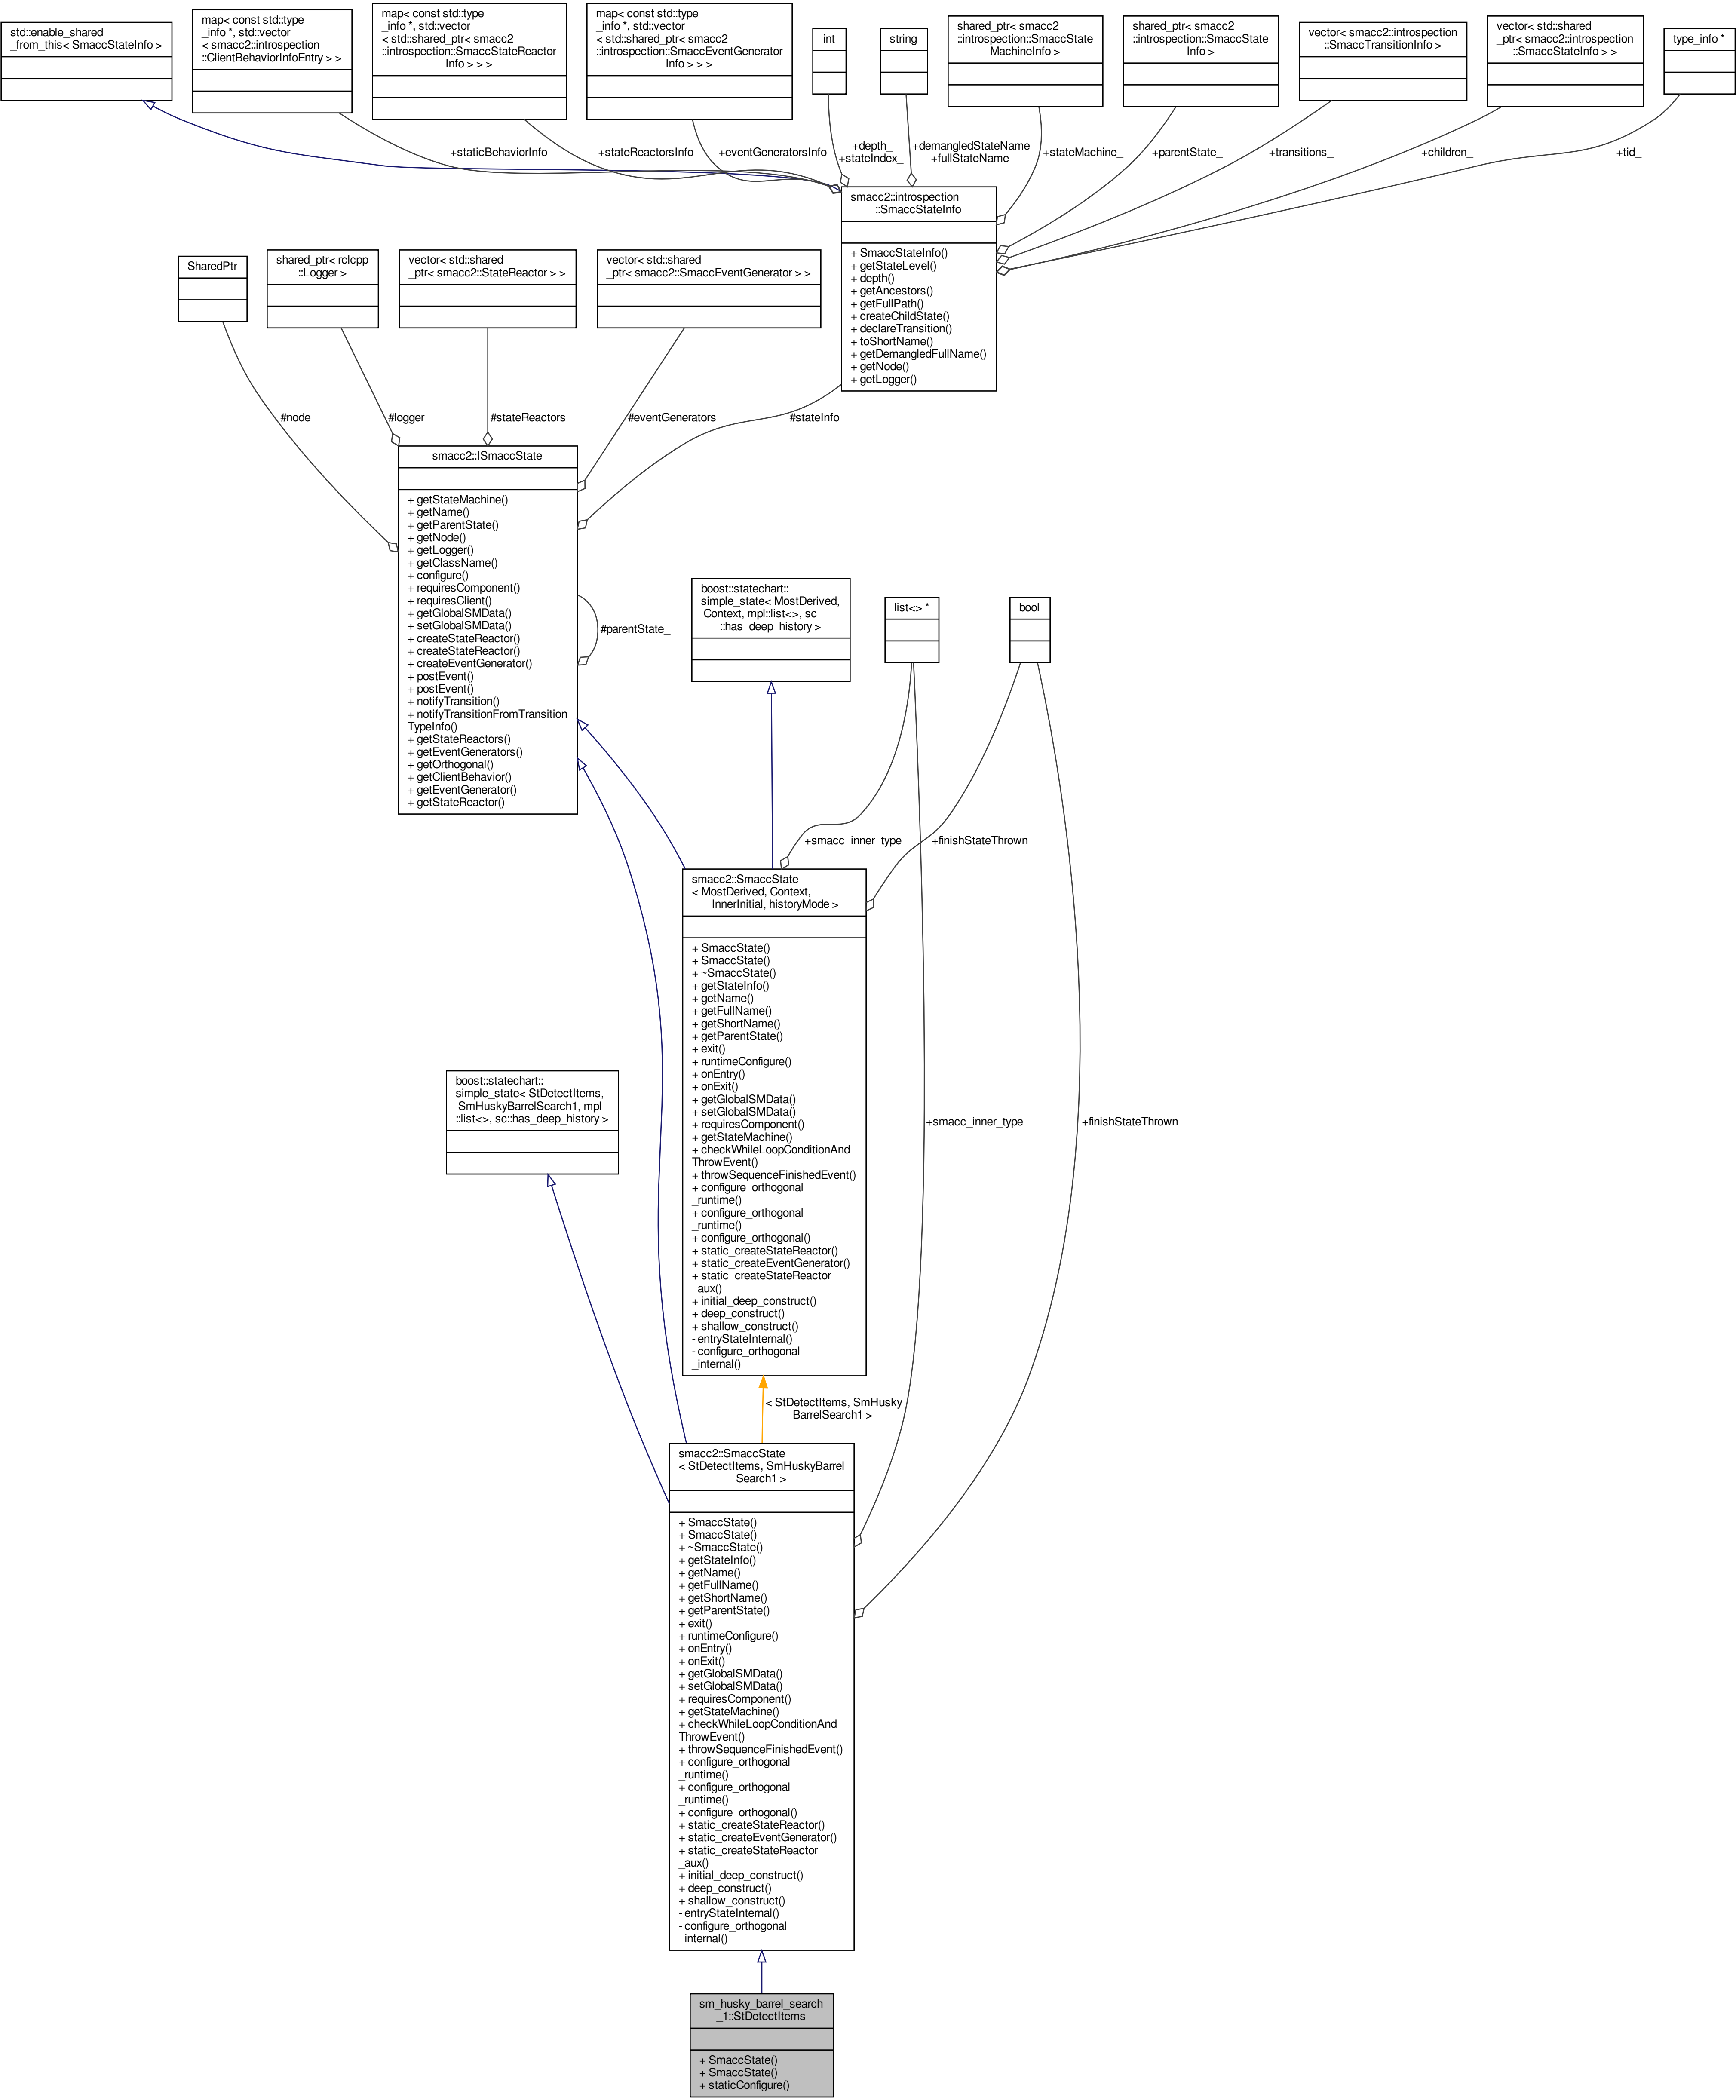 std::enable_shared
_from_this< SmaccStateInfo >
map< const std::type
_info *, std::vector
< smacc2::introspection
::ClientBehaviorInfoEntry > >
map< const std::type
_info *, std::vector
< std::shared_ptr< smacc2
::introspection::SmaccStateReactor
Info > > >
map< const std::type
_info *, std::vector
< std::shared_ptr< smacc2
::introspection::SmaccEventGenerator
Info > > >
int
string
shared_ptr< smacc2
::introspection::SmaccState
MachineInfo >
shared_ptr< smacc2
::introspection::SmaccState
Info >
vector< smacc2::introspection
::SmaccTransitionInfo >
vector< std::shared
_ptr< smacc2::introspection
::SmaccStateInfo > >
type_info *
+staticBehaviorInfo
+stateReactorsInfo
+eventGeneratorsInfo
+depth_
+stateIndex_
+demangledStateName
+fullStateName
+stateMachine_
+parentState_
+transitions_
+children_
+tid_
smacc2::introspection
::SmaccStateInfo
+ SmaccStateInfo()
+ getStateLevel()
+ depth()
+ getAncestors()
+ getFullPath()
+ createChildState()
+ declareTransition()
+ toShortName()
+ getDemangledFullName()
+ getNode()
+ getLogger()
SharedPtr
shared_ptr< rclcpp
::Logger >
vector< std::shared
_ptr< smacc2::StateReactor > >
vector< std::shared
_ptr< smacc2::SmaccEventGenerator > >
#node_
#logger_
#stateReactors_
#eventGenerators_
#stateInfo_
smacc2::ISmaccState
+ getStateMachine()
+ getName()
+ getParentState()
+ getNode()
+ getLogger()
+ getClassName()
+ configure()
+ requiresComponent()
+ requiresClient()
+ getGlobalSMData()
+ setGlobalSMData()
+ createStateReactor()
+ createStateReactor()
+ createEventGenerator()
+ postEvent()
+ postEvent()
+ notifyTransition()
+ notifyTransitionFromTransition
TypeInfo()
+ getStateReactors()
+ getEventGenerators()
+ getOrthogonal()
+ getClientBehavior()
+ getEventGenerator()
+ getStateReactor()
#parentState_
boost::statechart::
simple_state< MostDerived,
Context, mpl::list<>, sc
::has_deep_history >
list<> *
bool
+smacc_inner_type
+finishStateThrown
smacc2::SmaccState
< MostDerived, Context,
InnerInitial, historyMode >
+ SmaccState()
+ SmaccState()
+ ~SmaccState()
+ getStateInfo()
+ getName()
+ getFullName()
+ getShortName()
+ getParentState()
+ exit()
+ runtimeConfigure()
+ onEntry()
+ onExit()
+ getGlobalSMData()
+ setGlobalSMData()
+ requiresComponent()
+ getStateMachine()
+ checkWhileLoopConditionAnd
ThrowEvent()
+ throwSequenceFinishedEvent()
+ configure_orthogonal
_runtime()
+ configure_orthogonal
_runtime()
+ configure_orthogonal()
+ static_createStateReactor()
+ static_createEventGenerator()
+ static_createStateReactor
_aux()
+ initial_deep_construct()
+ deep_construct()
+ shallow_construct()
- entryStateInternal()
- configure_orthogonal
_internal()
boost::statechart::
simple_state< StDetectItems,
SmHuskyBarrelSearch1, mpl
::list<>, sc::has_deep_history >
+smacc_inner_type
+finishStateThrown
< StDetectItems, SmHusky
BarrelSearch1 >
smacc2::SmaccState
< StDetectItems, SmHuskyBarrel
Search1 >
+ SmaccState()
+ SmaccState()
+ ~SmaccState()
+ getStateInfo()
+ getName()
+ getFullName()
+ getShortName()
+ getParentState()
+ exit()
+ runtimeConfigure()
+ onEntry()
+ onExit()
+ getGlobalSMData()
+ setGlobalSMData()
+ requiresComponent()
+ getStateMachine()
+ checkWhileLoopConditionAnd
ThrowEvent()
+ throwSequenceFinishedEvent()
+ configure_orthogonal
_runtime()
+ configure_orthogonal
_runtime()
+ configure_orthogonal()
+ static_createStateReactor()
+ static_createEventGenerator()
+ static_createStateReactor
_aux()
+ initial_deep_construct()
+ deep_construct()
+ shallow_construct()
- entryStateInternal()
- configure_orthogonal
_internal()
sm_husky_barrel_search
_1::StDetectItems
+ SmaccState()
+ SmaccState()
+ staticConfigure()